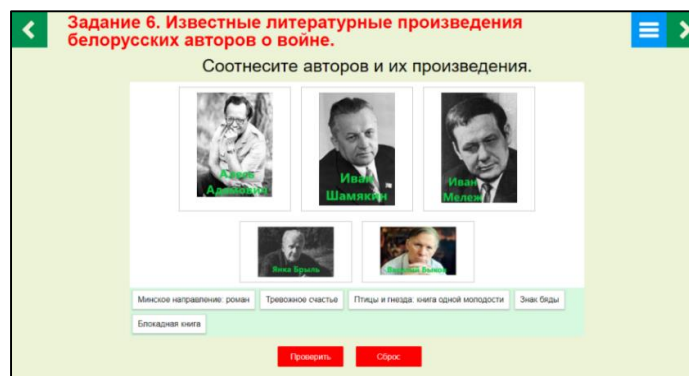 Задание 6. Известные литературные произведения
белорусских авторов о войне.
Соотнесите авторов и их произведения.
Алесь
Адамович
Иван
Шамякин
Иван
Мележ
Янка Брыль
Василий Быков
Минское направление: роман
Тревожное счастье
Птицы и гнезда: книга одной молодости
Знак бяды
Блокадная книга
Проверить
Сброс